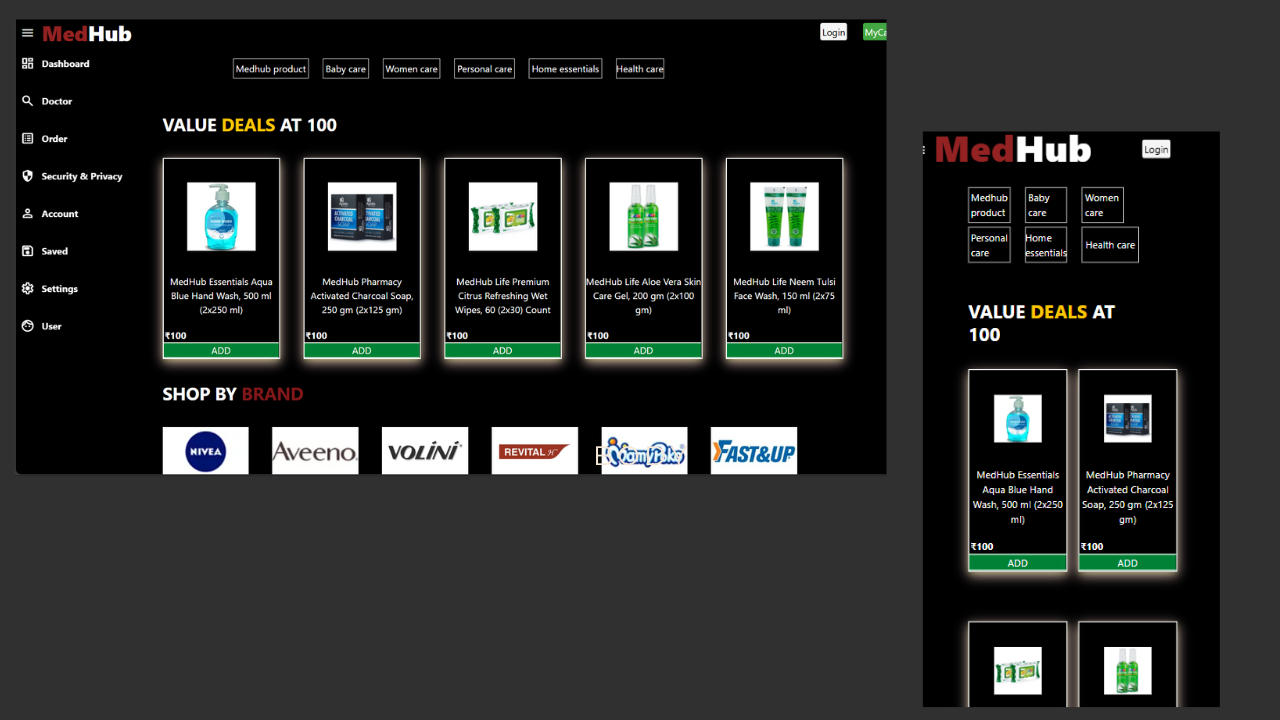 MedHub
Login
MyCa
Dashboard
Doctor
Order
Security & Privacy
Account
Saved
Settings
User
Medhub product
Baby care
Women care
Personal care
Home essentials
Health care
VALUE DEALS AT 100
MedHub Essentials Aqua
Blue Hand Wash, 500 ml
(2x250 ml)
₹100
ADD
MedHub Pharmacy
Activated Charcoal Soap,
250 gm (2x125 gm)
₹100
ADD
MedHub Life Premium
Citrus Refreshing Wet
Wipes, 60 (2x30) Count
₹100
ADD
MedHub Life Aloe Vera Skin
Care Gel, 200 gm (2x100
gm)
₹100
ADD
MedHub Life Neem Tulsi
Face Wash, 150 ml (2x75
ml)
₹100
ADD
SHOP BY BRAND
NIVEA
Aveeno.
VOLINI
REVITAL H
FAST&UP
MedHub
Login
Medhub
product
Baby
care
Women
care
Personal
care
Home
essentials
Health care
VALUE DEALS AT
100
MedHub Essentials
Aqua Blue Hand
Wash, 500 ml (2x250
ml)
₹100
ADD
MedHub Pharmacy
Activated Charcoal
Soap, 250 gm (2x125
gm)
₹100
ADD